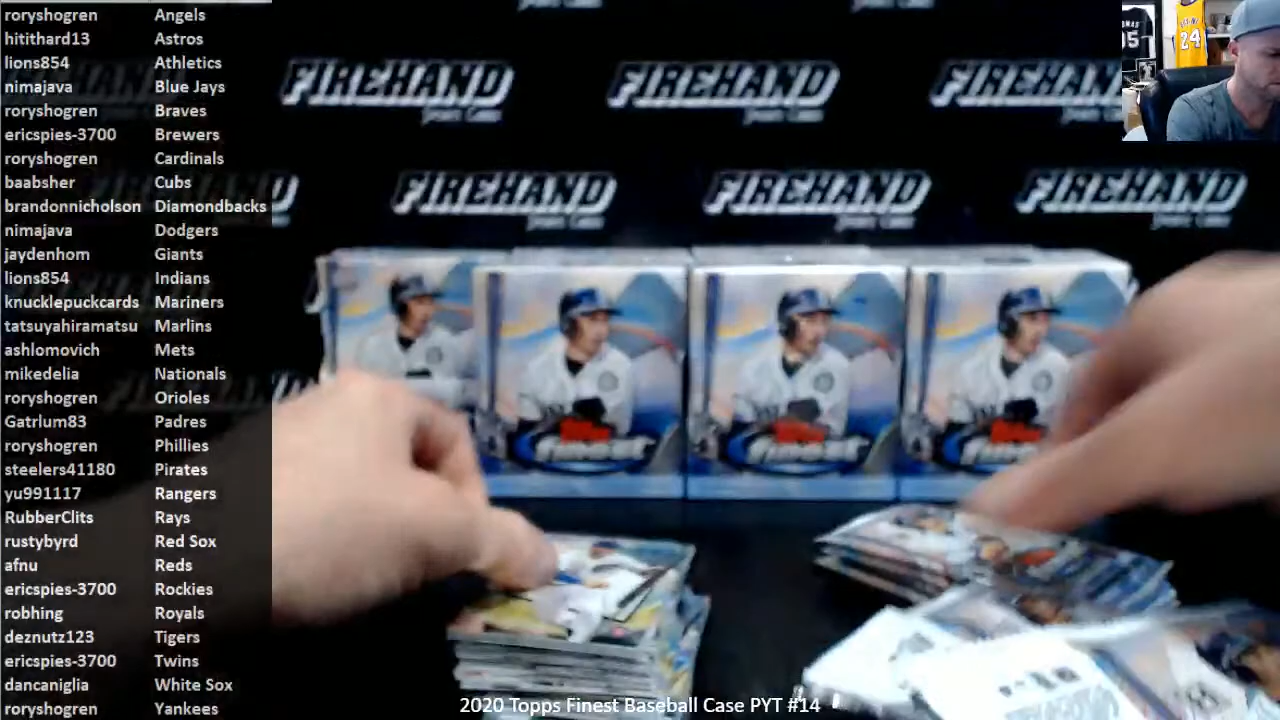 roryshogren Angels
hitithard13 Astros
lions854 Athletics
nimajava Blue Jays
roryshogren Braves
ericspies-3700 Brewers
roryshogren Cardinals
baabsher Cubs
brandonnicholson Diamondbacks
nimajava Dodgers
jaydenhom Giants
lions854 Indians
knucklepuckcards Mariners
tatsuyahiramatsu Marlins
ashlomovich Mets
mikedelia Nationals
roryshogren Orioles
Gatrlum83 Padres
roryshogren Phillies
steelers41180 Pirates
yu991117 Rangers
RubberClits Rays
rustybyrd Red Sox
afnu Reds
ericspies-3700 Rockies
robhing Royals
deznutz123 Tigers
ericspies-3700 Twins
dancaniglia White Sox
roryshogren Yankees
FIREHAND FIREHAND FIREHAND
FIREHAND FIREHAND FIREHAND
24
finest finest finest
2020 Topps Finest Baseball Case PYT #14